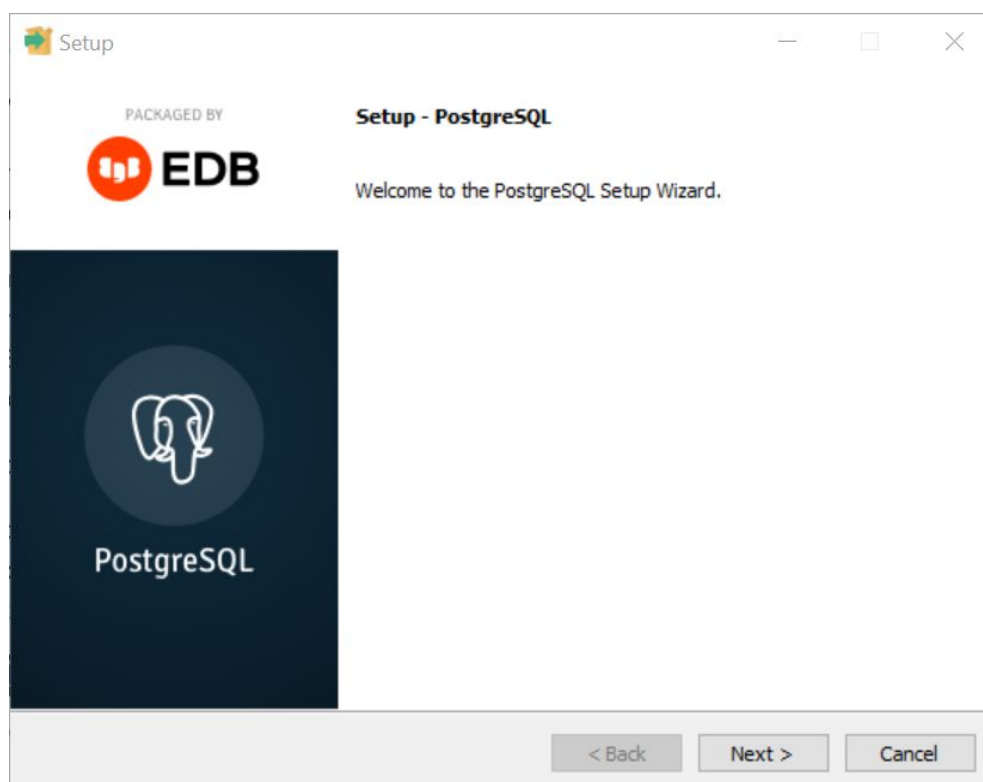 Setup
PACKAGED BY
EDB
Setup - PostgreSQL
Welcome to the PostgreSQL Setup Wizard.
PostgreSQL
< Back
Next >
Cancel